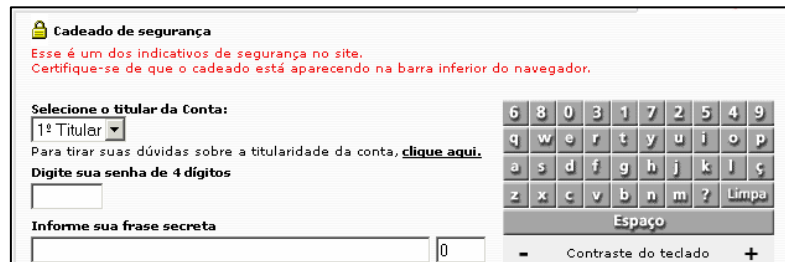 Cadeado de segurança
Esse é um dos indicativos de segurança no site.
Certifique-se de que o cadeado está aparecendo na barra inferior do navegador.
Selecione o titular da Conta:
1º Titular
Para tirar suas dúvidas sobre a titularidade da conta, clique aqui.
Digite sua senha de 4 dígitos
Informe sua frase secreta
0
6 8 0 3 1 7 2 5 4 9
q w e r t y u i o p
a s d f g h j k l ç
z x c v b n m ? Limpa
Espaço
- Contraste do teclado +